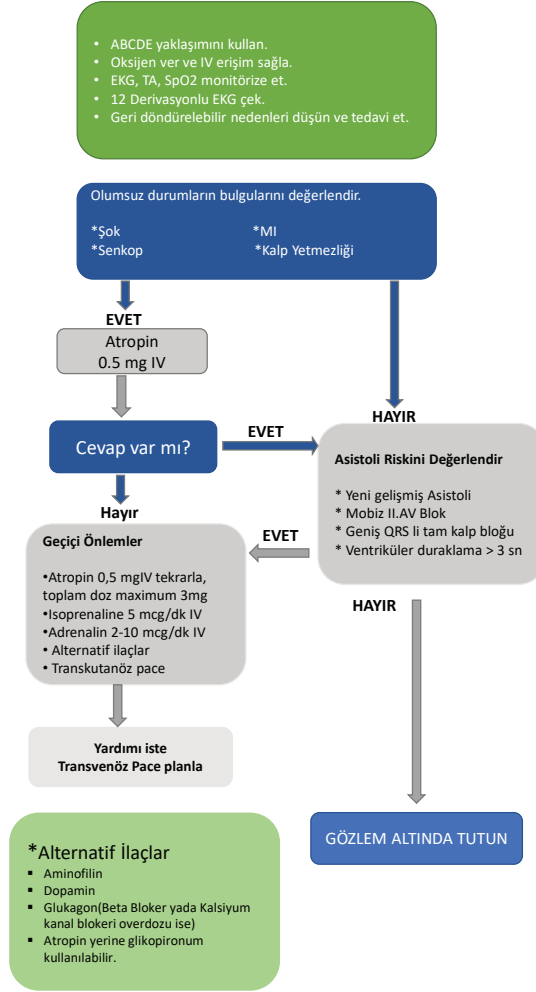 • ABCDE yaklaşımını kullan.
• Oksijen ver ve IV erişim sağla.
• EKG, TA, SpO2 monitörize et.
• 12 Derivasyonlu EKG çek.
• Geri döndürelebilir nedenleri düşün ve tedavi et.
Olumsuz durumların bulgularını değerlendir.
*Şok *MI
*Senkop *Kalp Yetmezliği
EVET
Atropin
0.5 mg IV
HAYIR
Cevap var mı?
EVET
Asistoli Riskini Değerlendir
* Yeni gelişmiş Asistoli
* Mobiz II.AV Blok
* Geniş QRS li tam kalp bloğu
* Ventriküler duraklama > 3 sn
Hayır
EVET
Geçiçi Önlemler
•Atropin 0,5 mgIV tekrarla,
toplam doz maximum 3mg
•Isoprenaline 5 mcg/dk IV
•Adrenalin 2-10 mcg/dk IV
• Alternatif ilaçlar
• Transkutanöz pace
HAYIR
Yardımı iste
Transvenöz Pace planla
GÖZLEM ALTINDA TUTUN
*Alternatif İlaçlar
▪ Aminofilin
▪ Dopamin
▪ Glukagon(Beta Bloker yada Kalsiyum
kanal blokeri overdozu ise)
▪ Atropin yerine glikopironum
kullanılabilir.